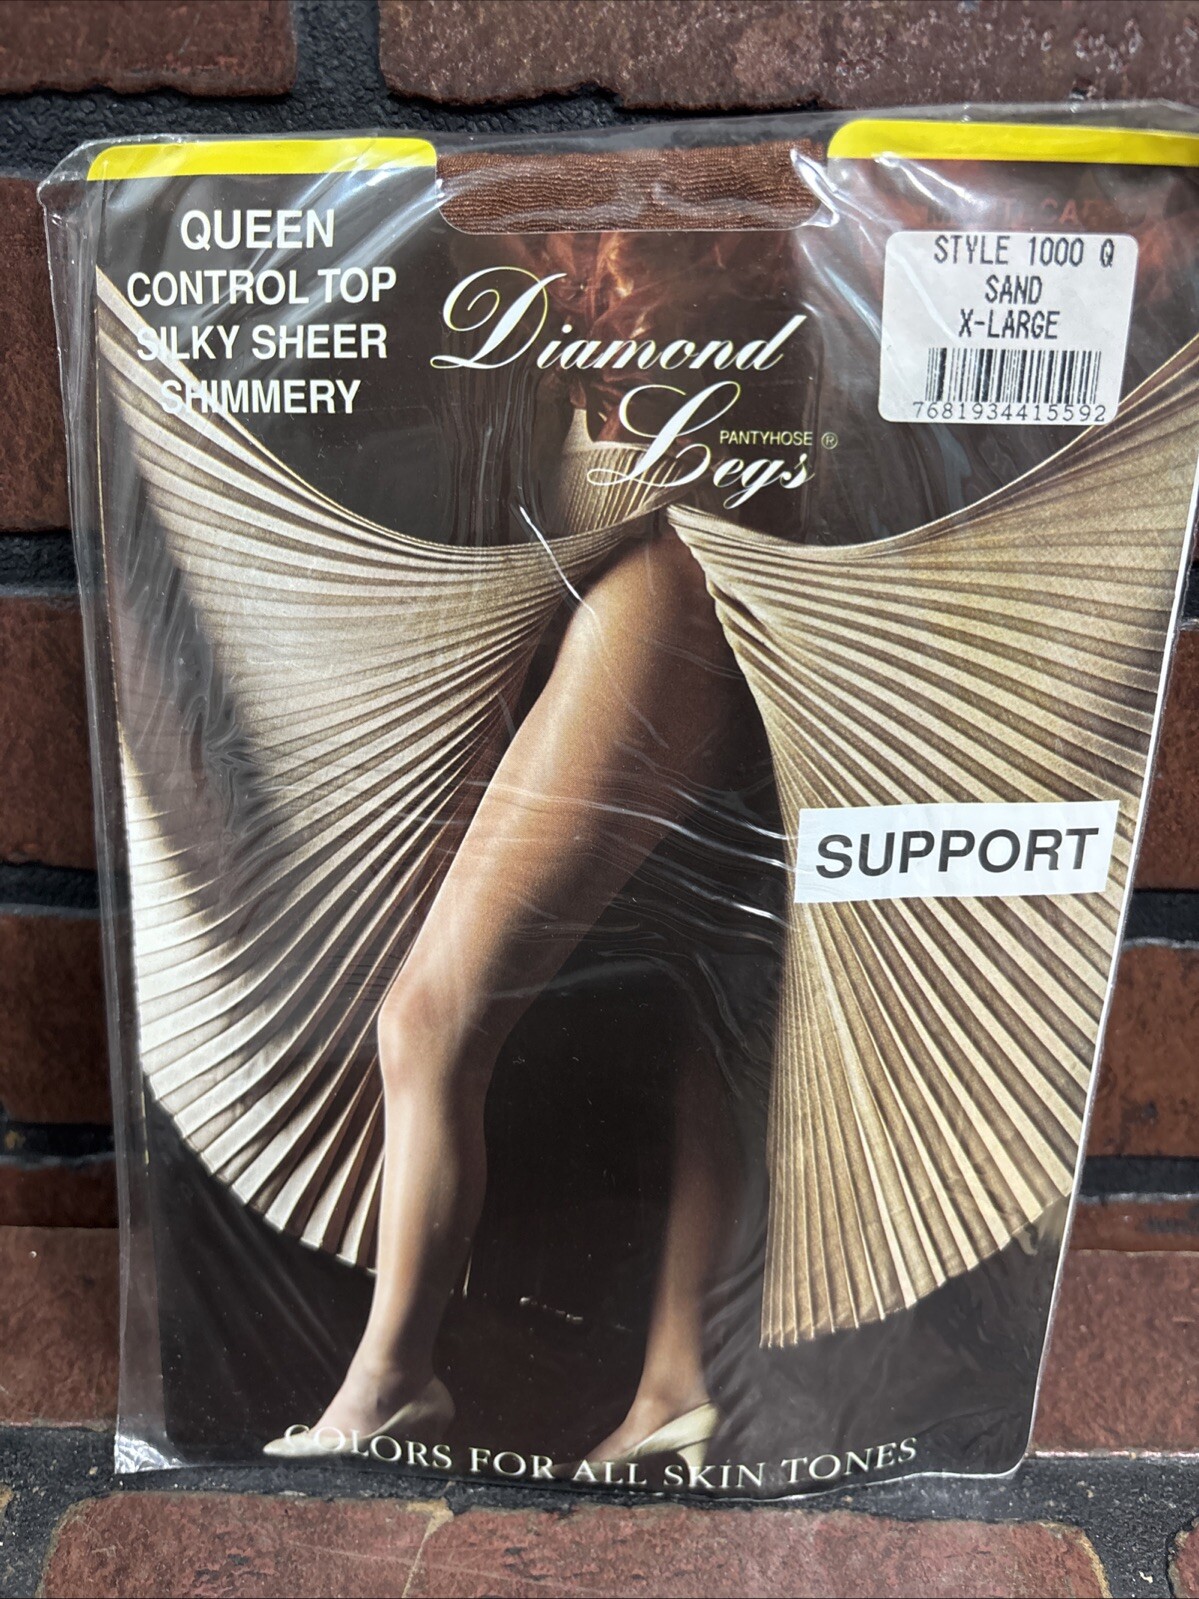 QUEEN
CONTROL TOP
SILKY SHEER
SHIMMERY
Diamond
Legs
PANTYHOSE ®
STYLE 1000 Q
SAND
X-LARGE
7681934415592
SUPPORT
COLORS FOR ALL SKIN TONES